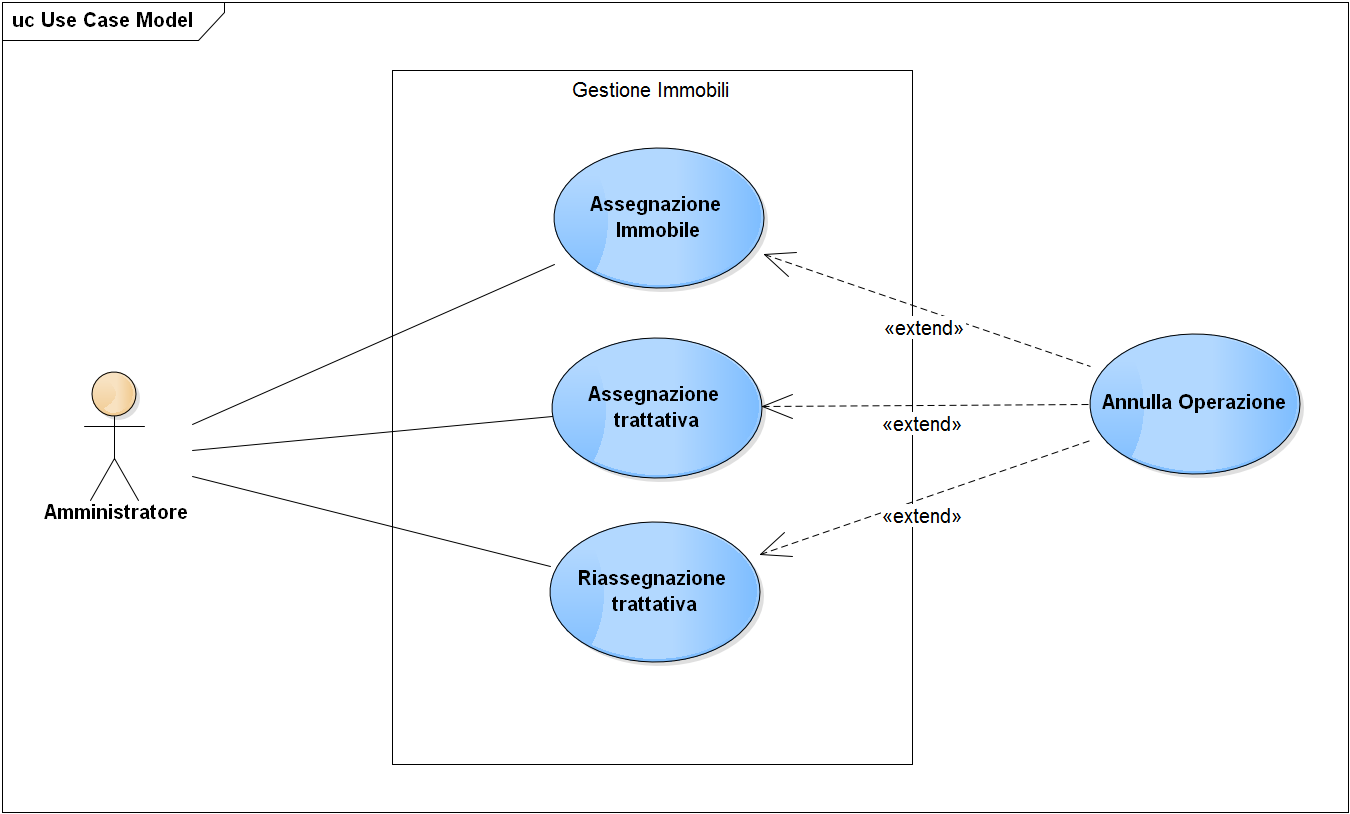 uc Use Case Model
Gestione Immobili
Assegnazione
Immobile
«extend»
Assegnazione
trattativa
«extend»
Annulla Operazione
Amministratore
«extend»
Riassegnazione
trattativa